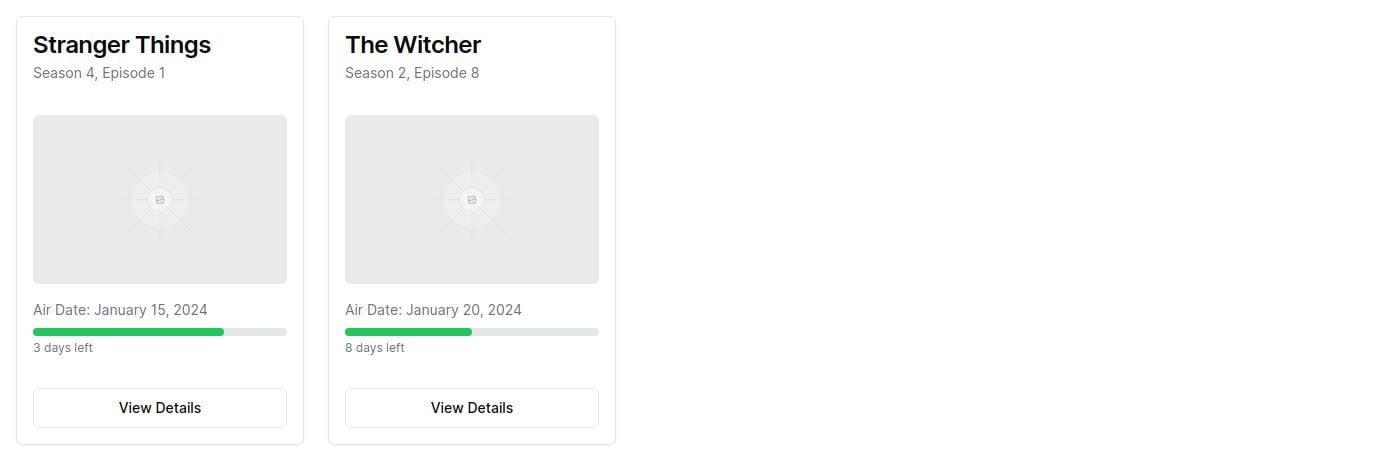 Stranger Things
Season 4, Episode 1
Air Date: January 15, 2024
3 days left
View Details
The Witcher
Season 2, Episode 8
Air Date: January 20, 2024
8 days left
View Details